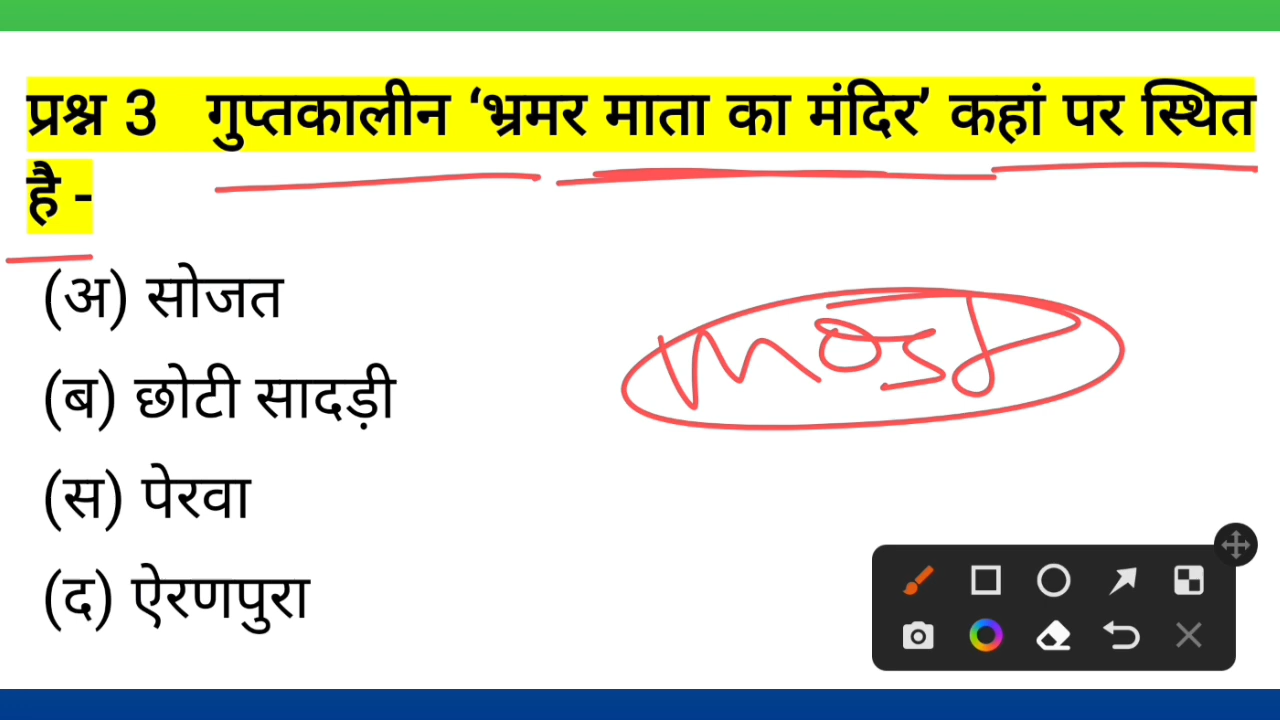 प्रश्न 3 गुप्तकालीन ‘भ्रमर माता का मंदिर’ कहां पर स्थित
है -
(अ) सोजत
(ब) छोटी सादड़ी
most
(स) पेरवा
(द) ऐरणपुरा